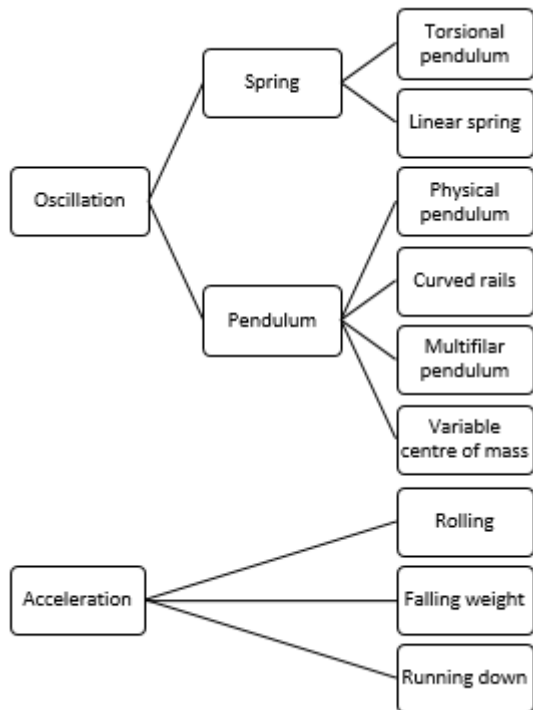 Torsional
pendulum
Spring
Linear spring
Oscillation
Physical
pendulum
Curved rails
Pendulum
Multifilar
pendulum
Variable
centre of mass
Rolling
Acceleration
Falling weight
Running down